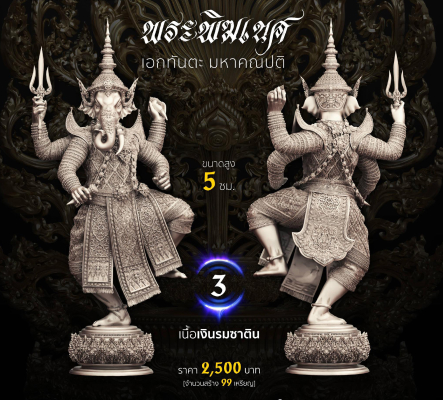 พระพิฆเนศ
เอกทันตะ มหาคณปติ
ขนาดสูง
5 ซม.
3
เนื้อเงินรมซาติน
ราคา 2,500 บาท
(จำนวนสร้าง 99 เหรียญ)